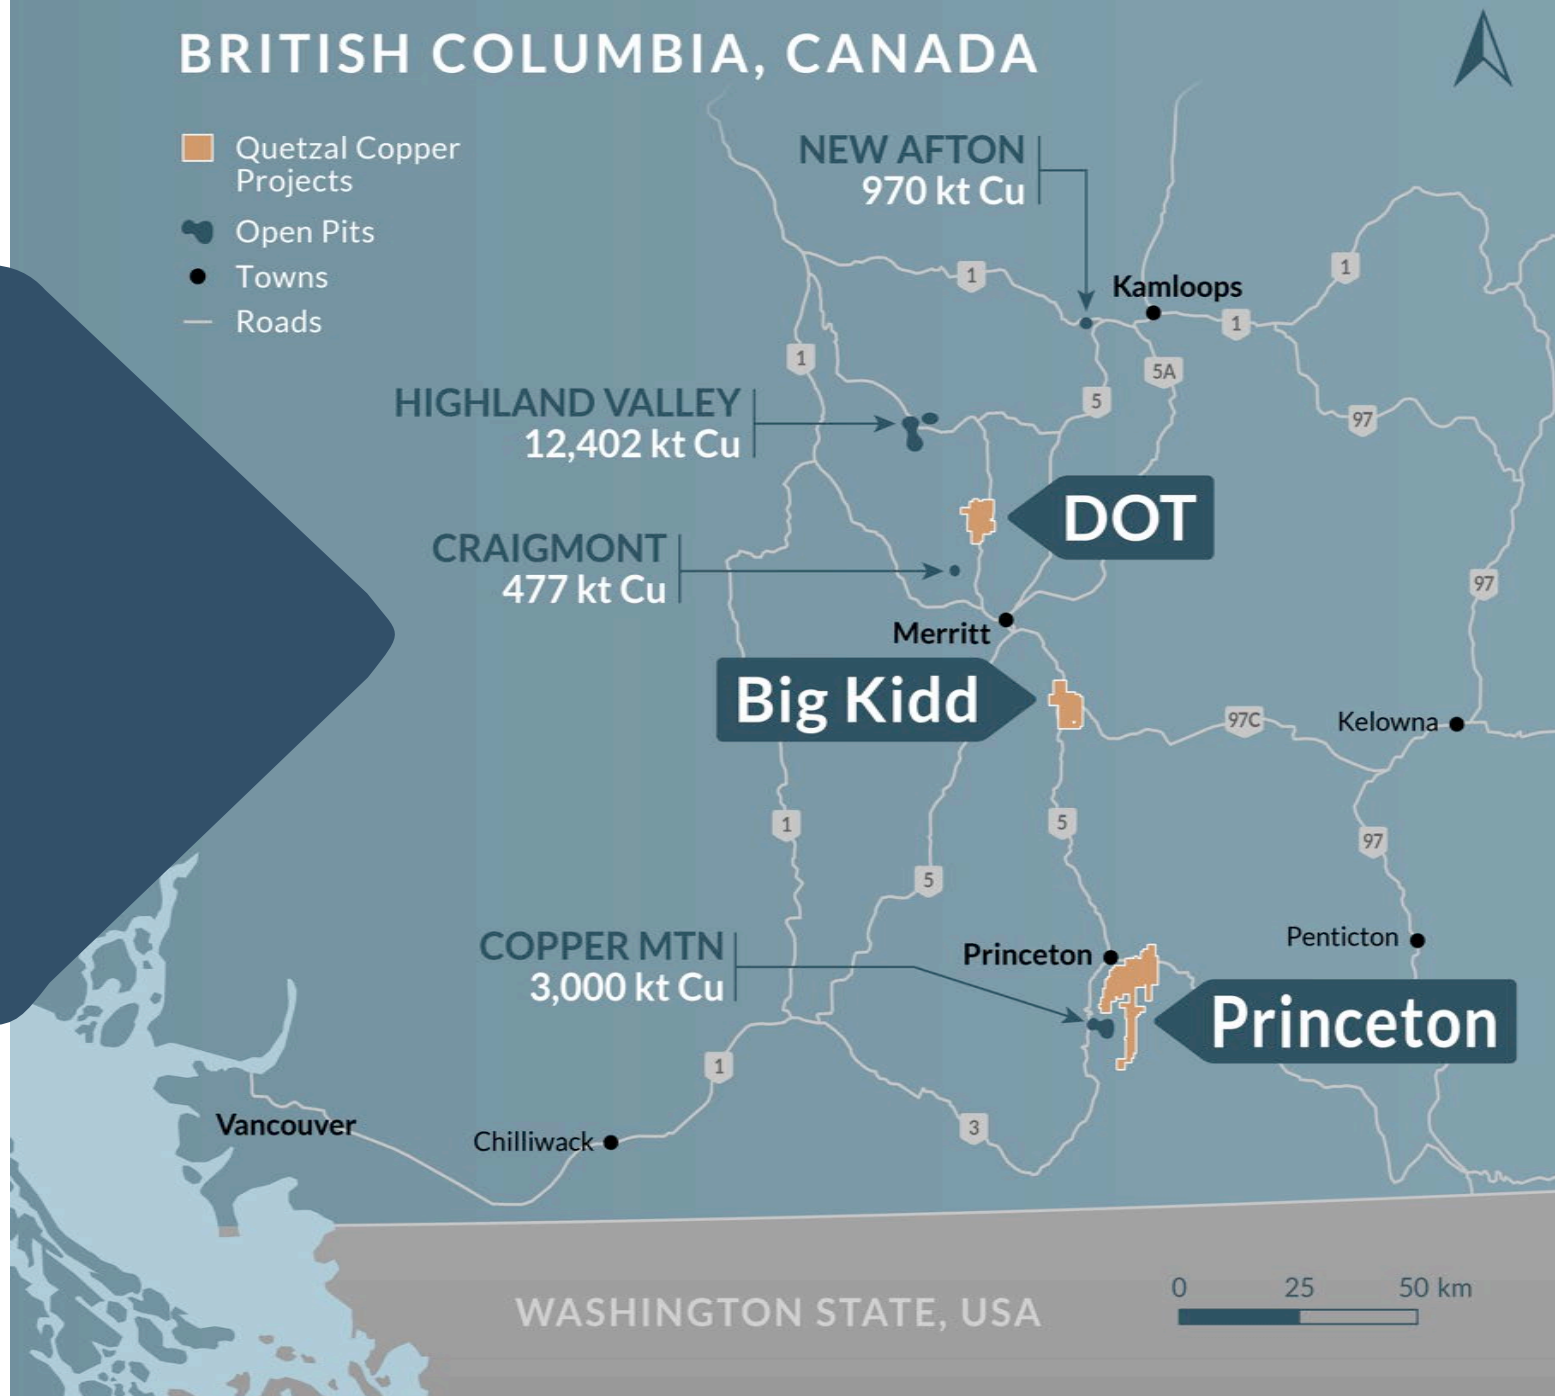 BRITISH COLUMBIA, CANADA
Quetzal Copper
Projects
Open Pits
Towns
Roads
NEW AFTON
970 kt Cu
1
Kamloops
1
1
1
5A
5
HIGHLAND VALLEY
12,402 kt Cu
97
DOT
CRAIGMONT
477 kt Cu
97
Merritt
Big Kidd
97C
Kelowna
1
5
97
5
COPPER MTN
3,000 kt Cu
Princeton
Penticton
Princeton
1
Vancouver
Chilliwack
3
0 25 50 km
WASHINGTON STATE, USA